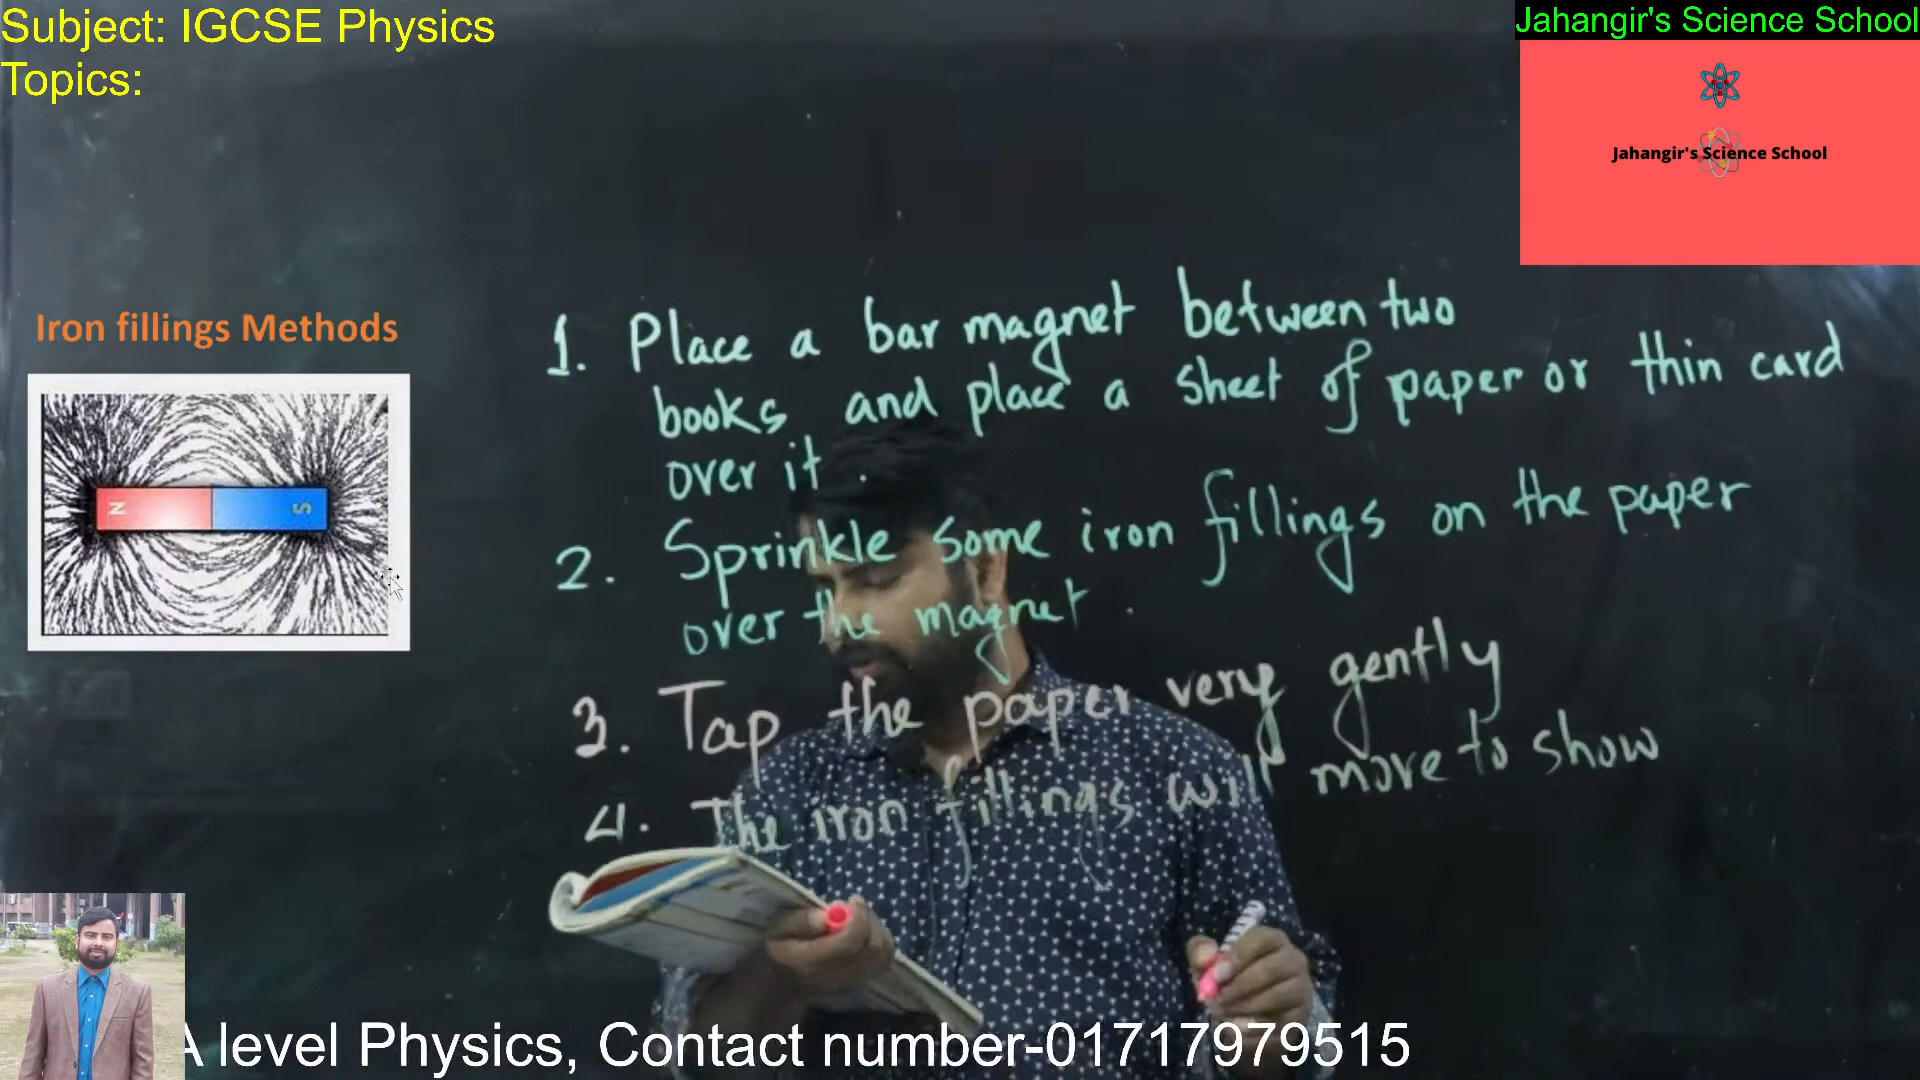 Subject: IGCSE Physics
Topics:
Jahangir's Science School
Jahangir's Science School
Iron fillings Methods
N S
1. Place a bar magnet between two
books and place a sheet of paper or thin card
over it.
2. Sprinkle some iron fillings on the paper
over the magnet.
3. Tap the paper very gently
4. The iron fillings will move to show
A level Physics, Contact number-01717979515